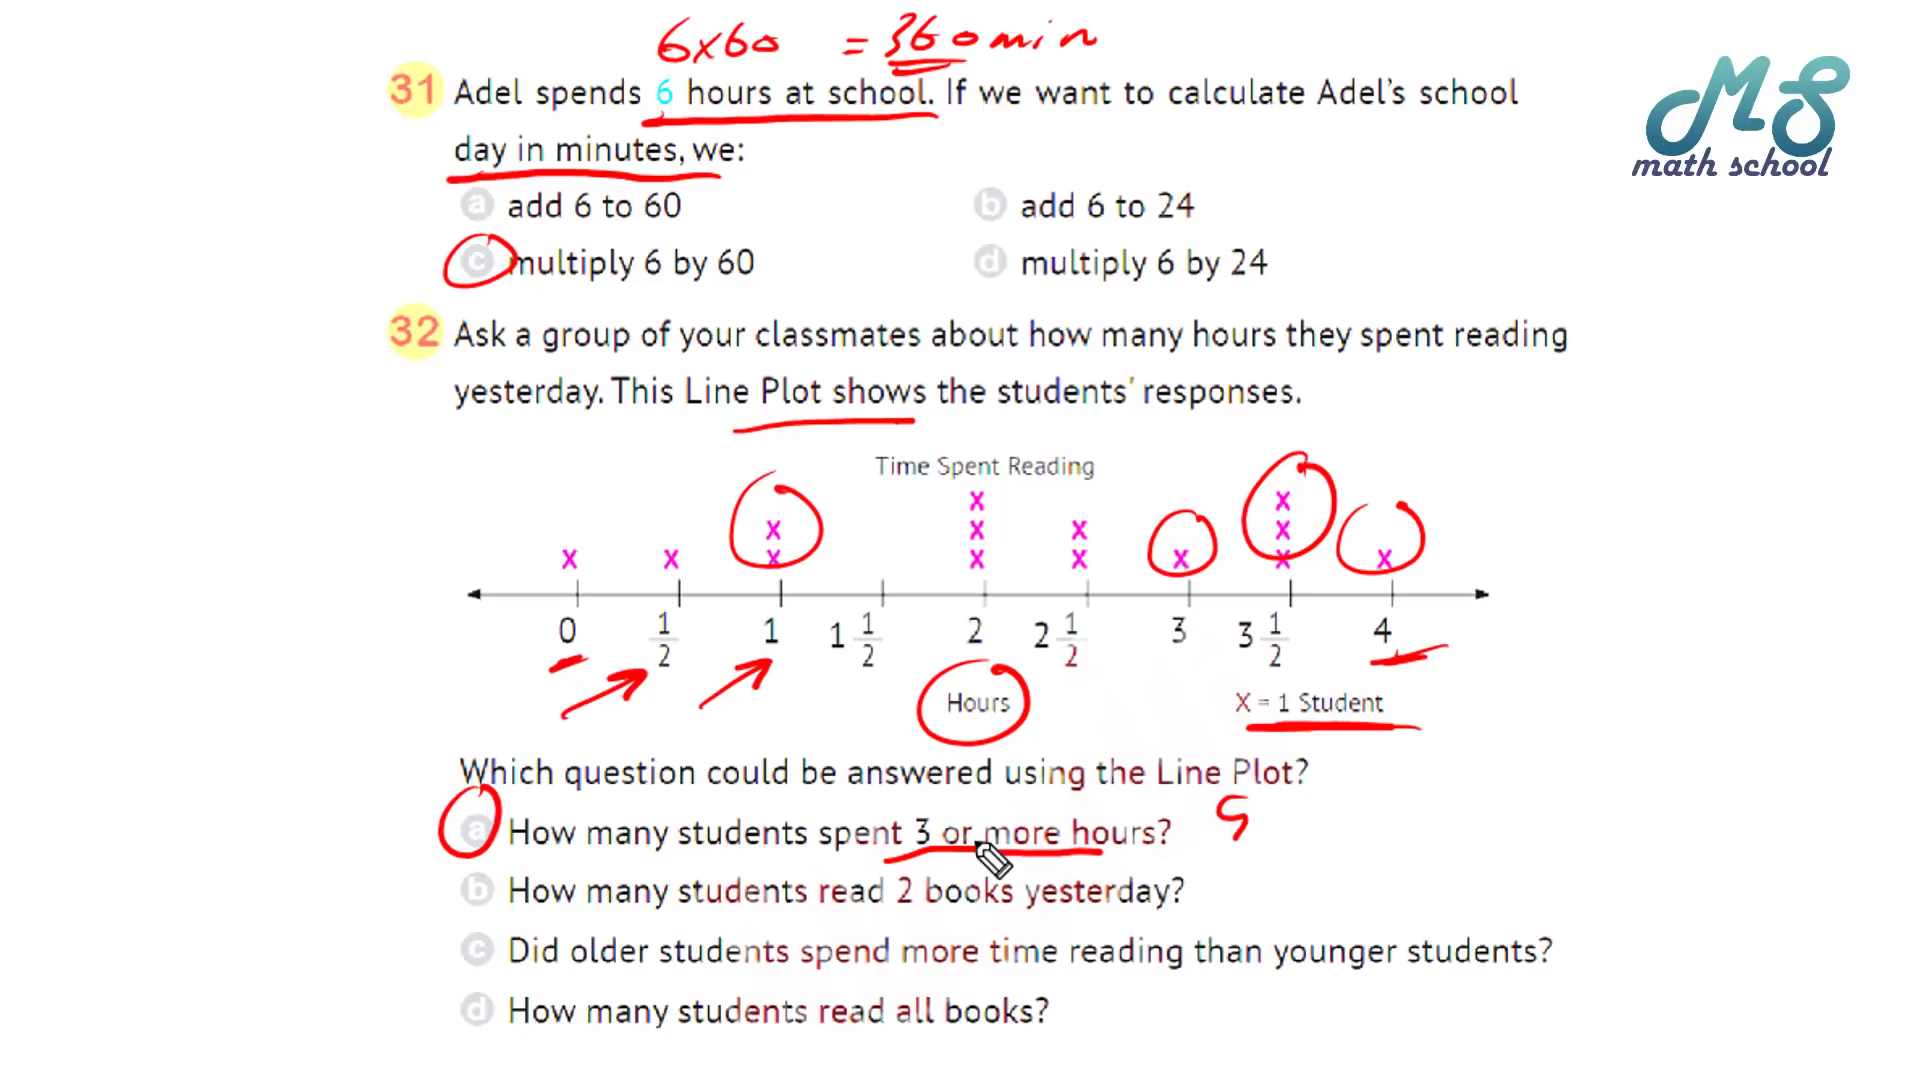 6x60 = 360 min
31 Adel spends 6 hours at school. If we want to calculate Adel's school
day in minutes, we:
a add 6 to 60
b add 6 to 24
c multiply 6 by 60
d multiply 6 by 24
MS
math school
32 Ask a group of your classmates about how many hours they spent reading
yesterday. This Line Plot shows the students' responses.
Time Spent Reading
X
X X X X
X X X X X X X X
0 1/2 1 1 1/2 2 2 1/2 3 3 1/2 4
Hours
X = 1 Student
Which question could be answered using the Line Plot?
a How many students spent 3 or more hours? 5
b How many students read 2 books yesterday?
c Did older students spend more time reading than younger students?
d How many students read all books?